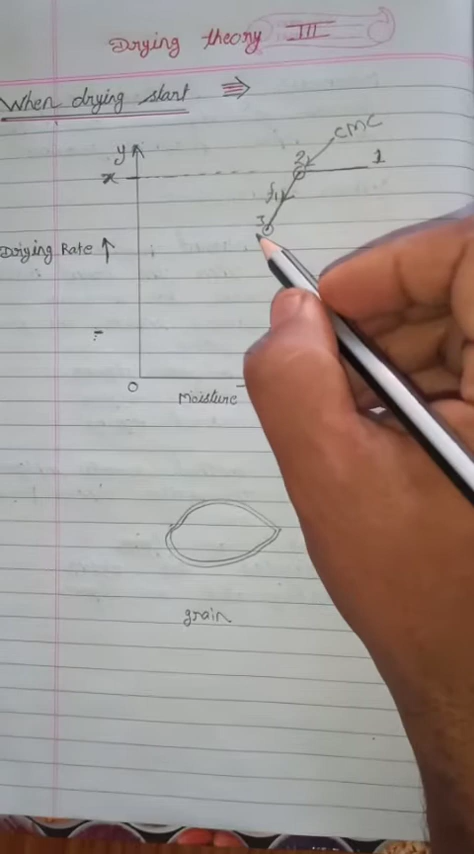 Drying theory III
When drying start ⇒
y
x
CMC
2
1
f1
3
Drying Rate ↑
0
Moisture
grain